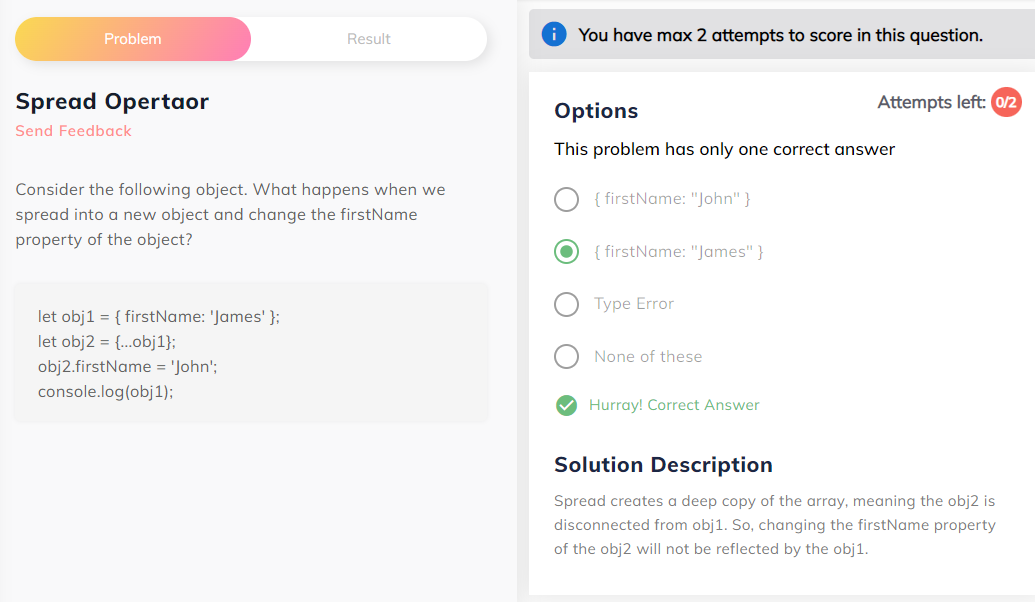 Problem
Result
Spread Opertaor
Send Feedback
Consider the following object. What happens when we
spread into a new object and change the firstName
property of the object?
let obj1 = { firstName: 'James' };
let obj2 = {...obj1};
obj2.firstName = 'John';
console.log(obj1);
i You have max 2 attempts to score in this question.
Attempts left: 0/2
Options
This problem has only one correct answer
{ firstName: "John" }
{ firstName: "James" }
Type Error
None of these
Hurray! Correct Answer
Solution Description
Spread creates a deep copy of the array, meaning the obj2 is
disconnected from obj1. So, changing the firstName property
of the obj2 will not be reflected by the obj1.